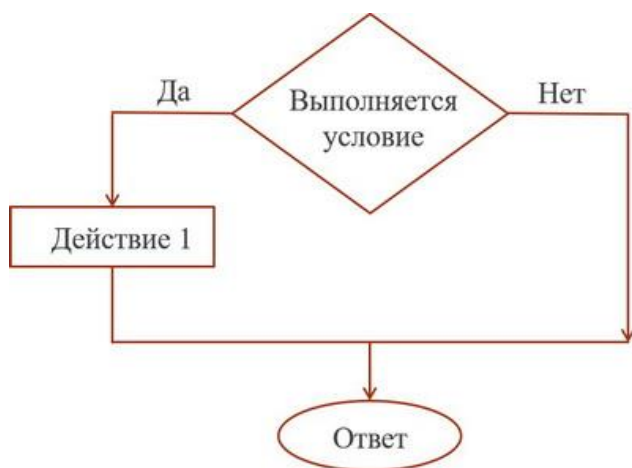 Да
Выполняется
условие
Нет
Действие 1
Ответ